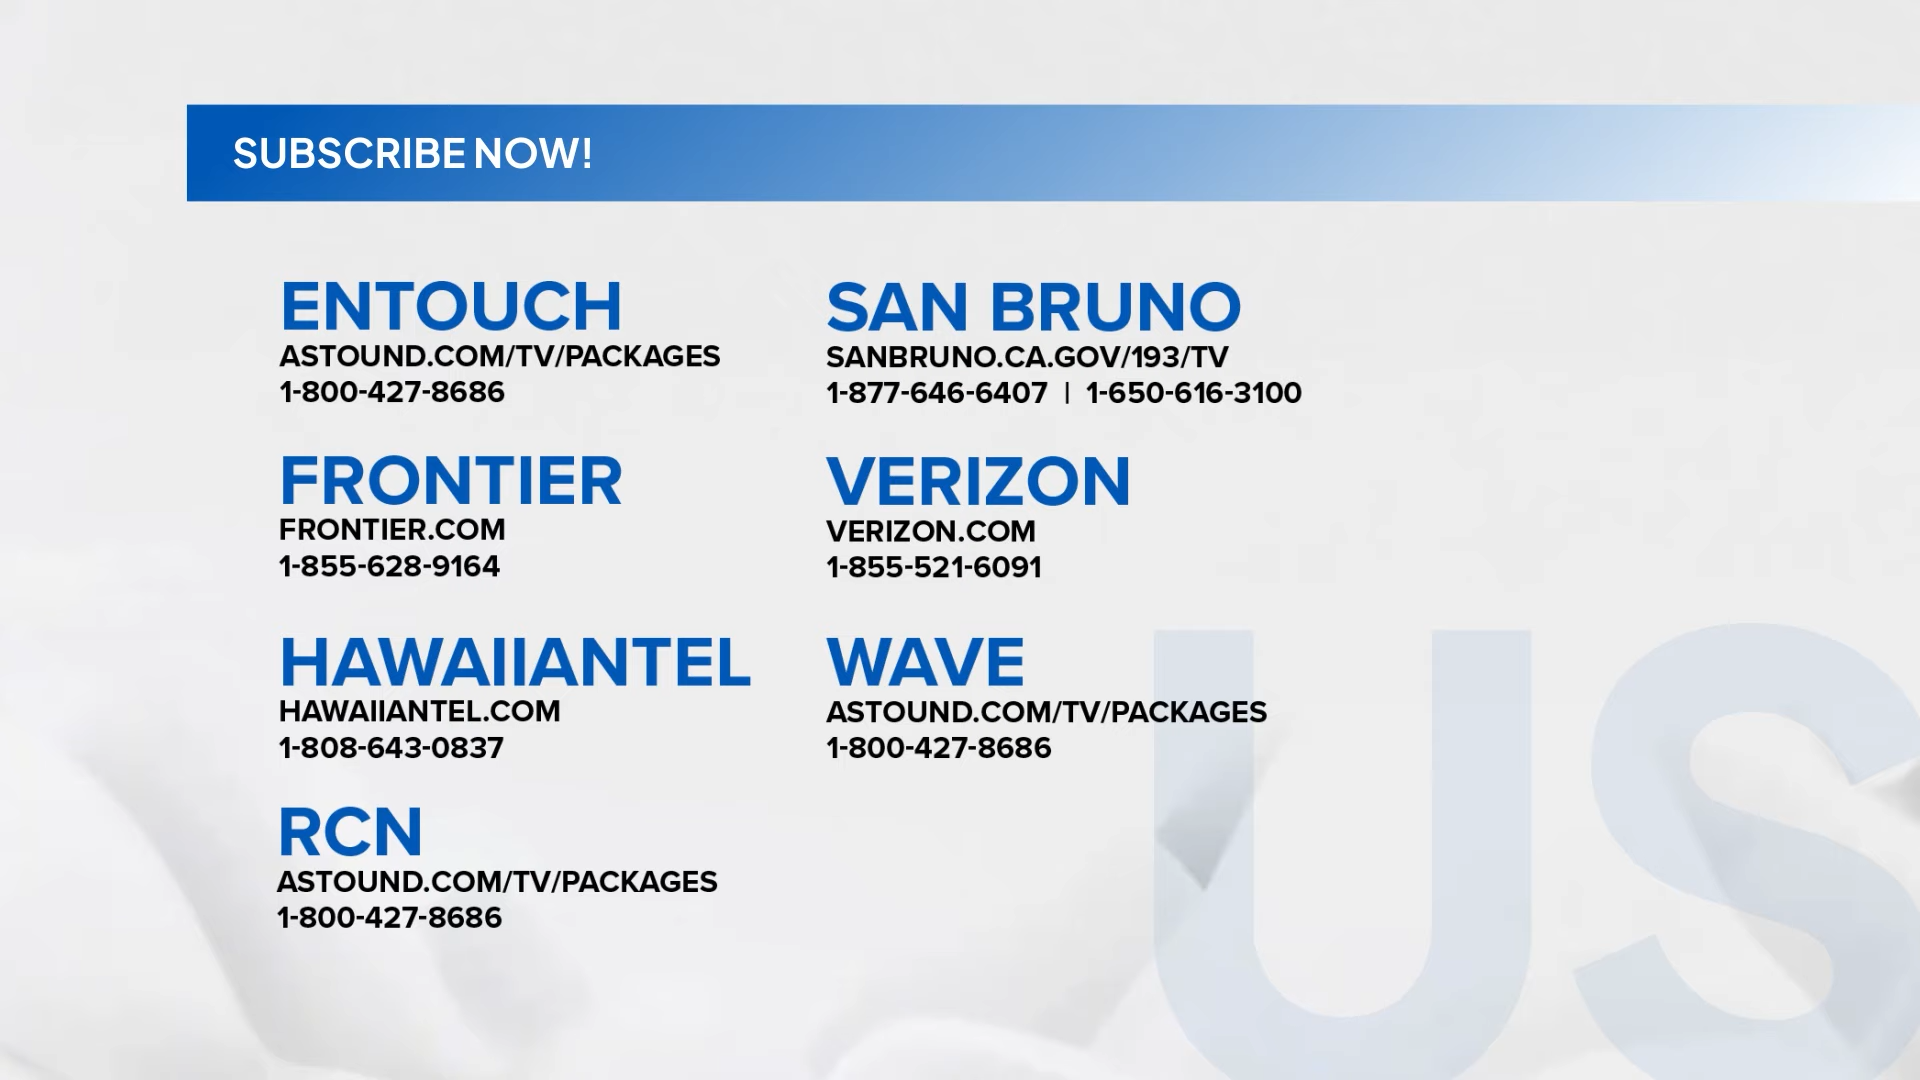 SUBSCRIBE NOW!
ENTOUCH
ASTOUND.COM/TV/PACKAGES
1-800-427-8686
FRONTIER
FRONTIER.COM
1-855-628-9164
HAWAIIANTEL
HAWAIIANTEL.COM
1-808-643-0837
RCN
ASTOUND.COM/TV/PACKAGES
1-800-427-8686
SAN BRUNO
SANBRUNO.CA.GOV/193/TV
1-877-646-6407 | 1-650-616-3100
VERIZON
VERIZON.COM
1-855-521-6091
WAVE
ASTOUND.COM/TV/PACKAGES
1-800-427-8686
US